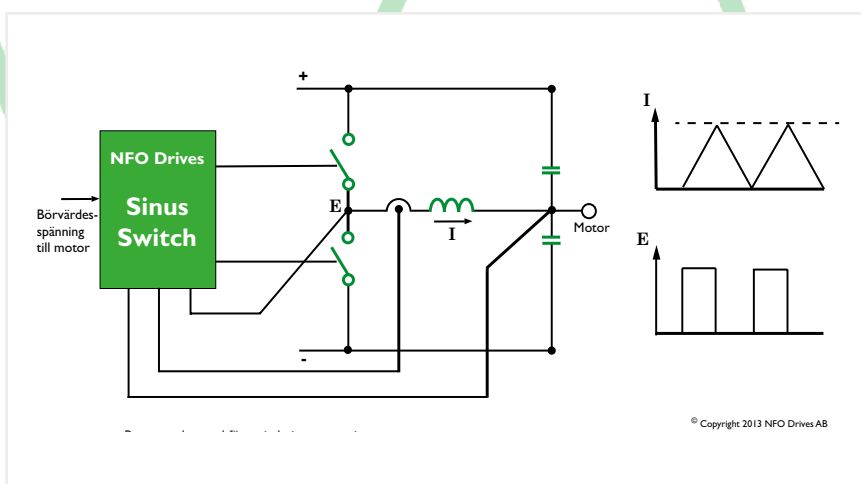 +
I
NFO Drives
Sinus
Switch
Börvärdes-
spänning
till motor
E
I
Motor
E
-
© Copyright 2013 NFO Drives AB